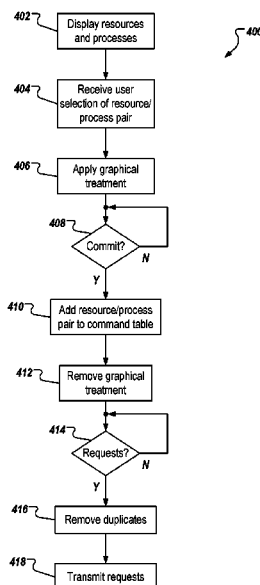 402
Display resources
and processes
400
404
Receive user
selection of resource/
process pair
406
Apply graphical
treatment
408
Commit?
N
Y
410
Add resource/process
pair to command table
412
Remove graphical
treatment
414
Requests?
N
Y
416
Remove duplicates
418
Transmit requests